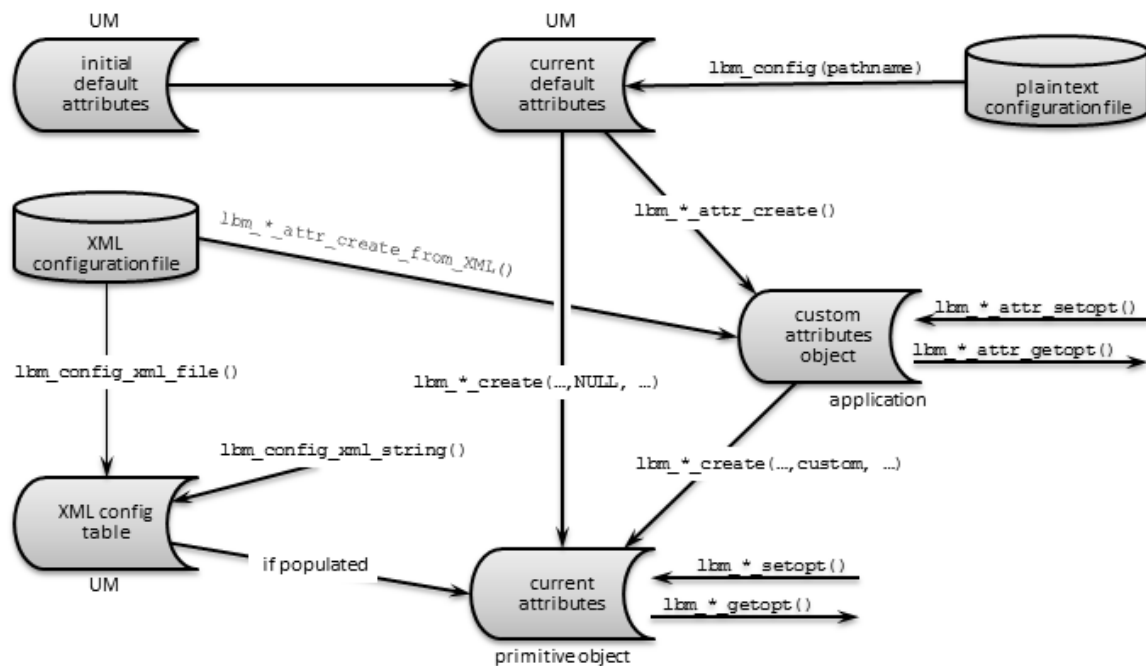 UM
UM
initial
default
attributes
current
default
attributes
lbm_config(pathname)
plain text
configuration file
lbm_*_attr_create()
XML
configuration file
lbm_*_attr_create_from_XML()
custom
attributes
object
lbm_*_attr_setopt()
lbm_*_attr_getopt()
application
lbm_config_xml_file()
lbm_*_create(…,NULL, …)
lbm_config_xml_string()
lbm_*_create(…,custom, …)
XML config
table
UM
if populated
current
attributes
lbm_*_setopt()
lbm_*_getopt()
primitive object